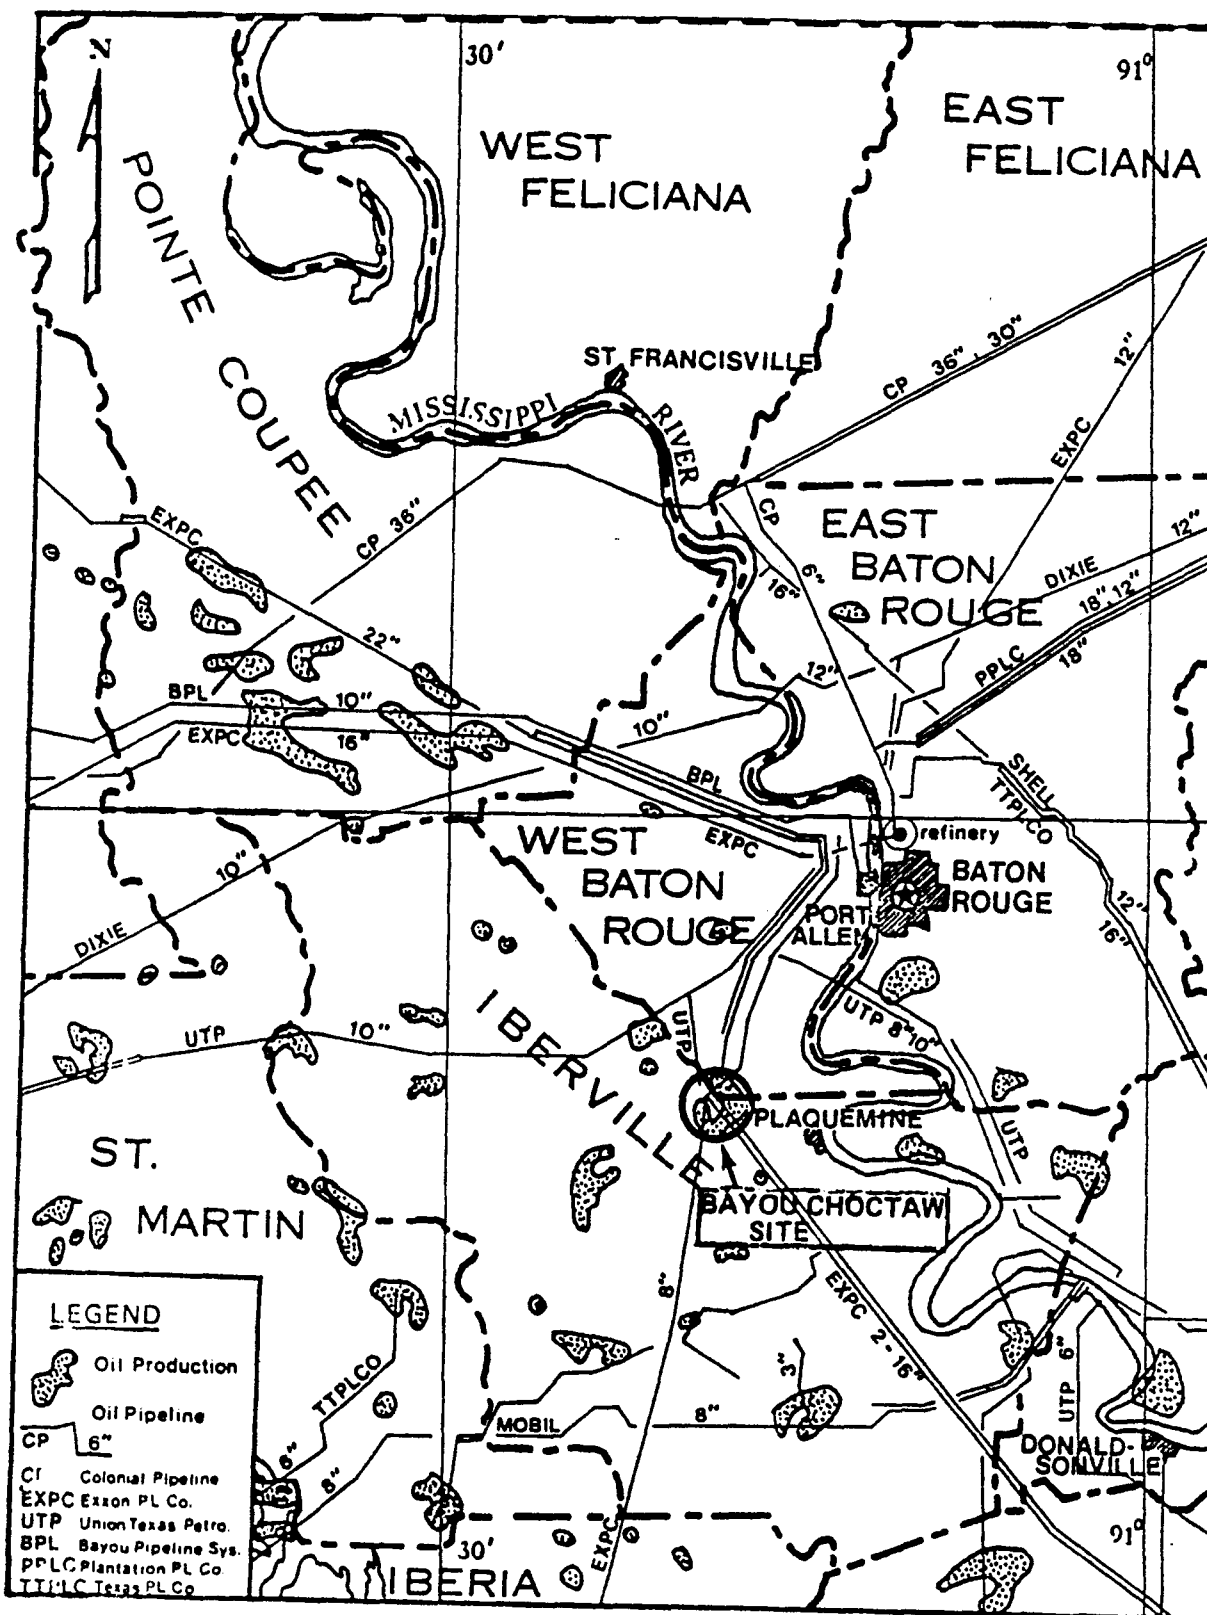 N
30'
91°
EAST
FELICIANA
WEST
FELICIANA
POINTE
COUPEE
CP 36", 30"
12"
EXPC
ST. FRANCISVILLE
MISSISSIPPI
RIVER
EXPC
CP 36"
CP
6"
16"
EAST
BATON
ROUGE
DIXIE
12"
18", 12"
PPLC
18"
22"
BPL
10"
EXPC
16"
12"
10"
BPL
EXPC
SHELL
TTPLCO
refinery
WEST
BATON
ROUGE
BATON
ROUGE
PORT
ALLEN
12"
16"
10"
DIXIE
IBERVILLE
UTP
10"
UTP
UTP 8"
10"
UTP
PLAQUEMINE
ST.
MARTIN
BAYOU CHOCTAW
SITE
8"
EXPC 2-16"
3"
TTPLCO
MOBIL
8"
6"
8"
UTP 6"
DONALD-
SONVILLE
EXPC
30'
91°
IBERIA
LEGEND
Oil Production
Oil Pipeline
CP 6"
Colonial Pipeline
EXPC Exxon PL Co.
UTP Union Texas Petro.
BPL Bayou Pipeline Sys.
PPLC Plantation PL Co.
Texas PL Co